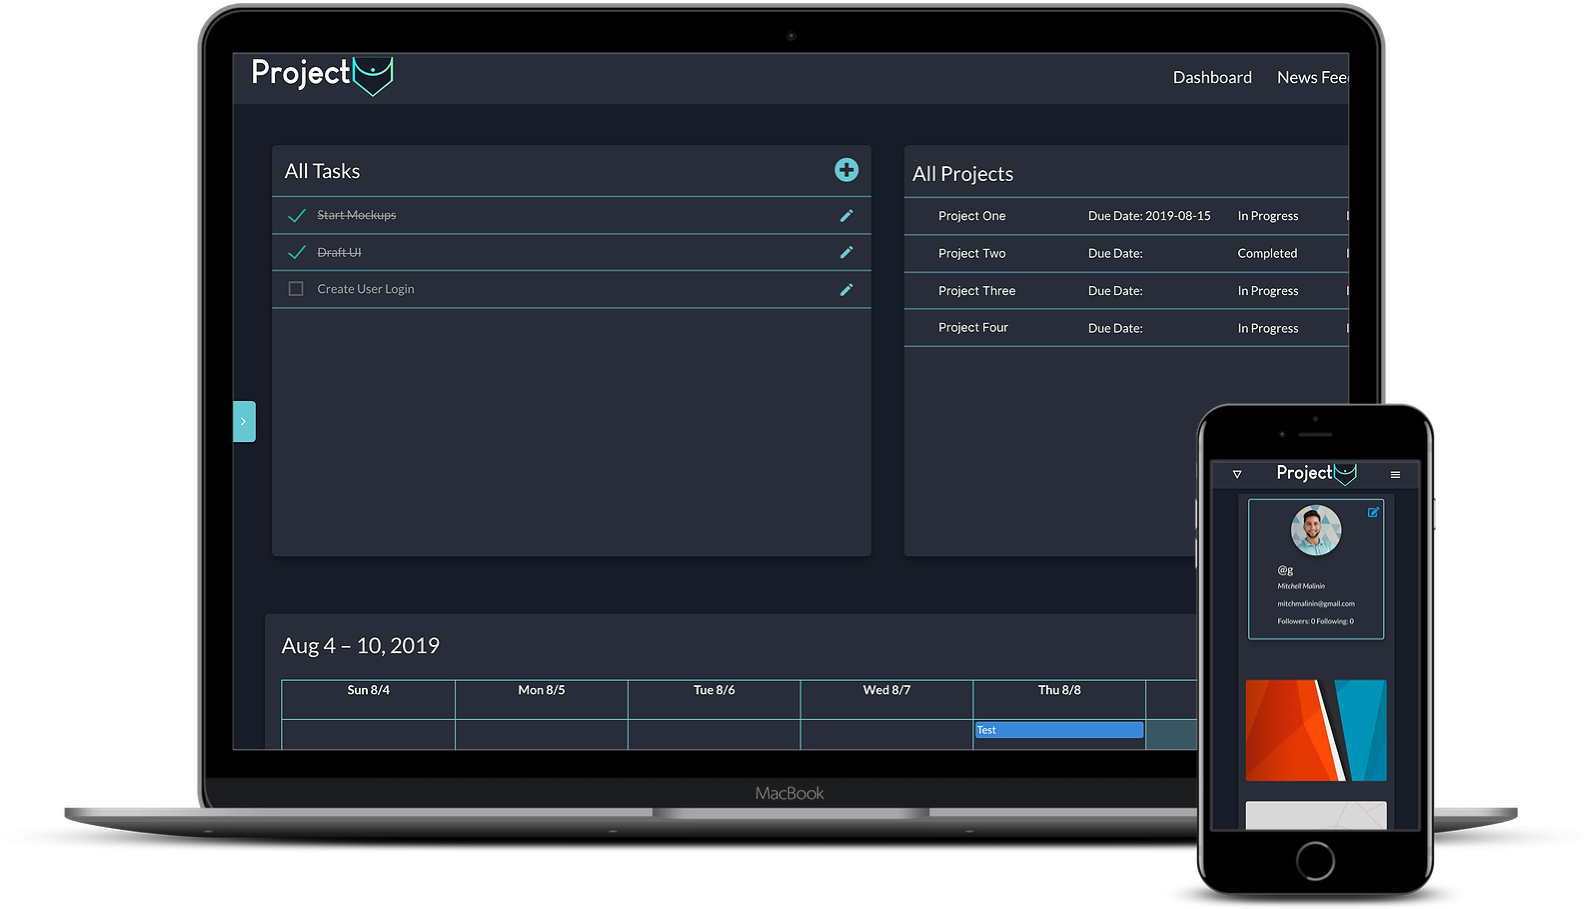 Project
Dashboard News Fee
All Tasks
Start Mockups
Draft UI
Create User Login
All Projects
Project One Due Date: 2019-08-15 In Progress
Project Two Due Date: Completed
Project Three Due Date: In Progress
Project Four Due Date: In Progress
Aug 4 – 10, 2019
Sun 8/4 Mon 8/5 Tue 8/6 Wed 8/7 Thu 8/8
Test
MacBook
Project
@g
Mitchell Malinin
mitchmalinin@gmail.com
Followers: 0 Following: 0